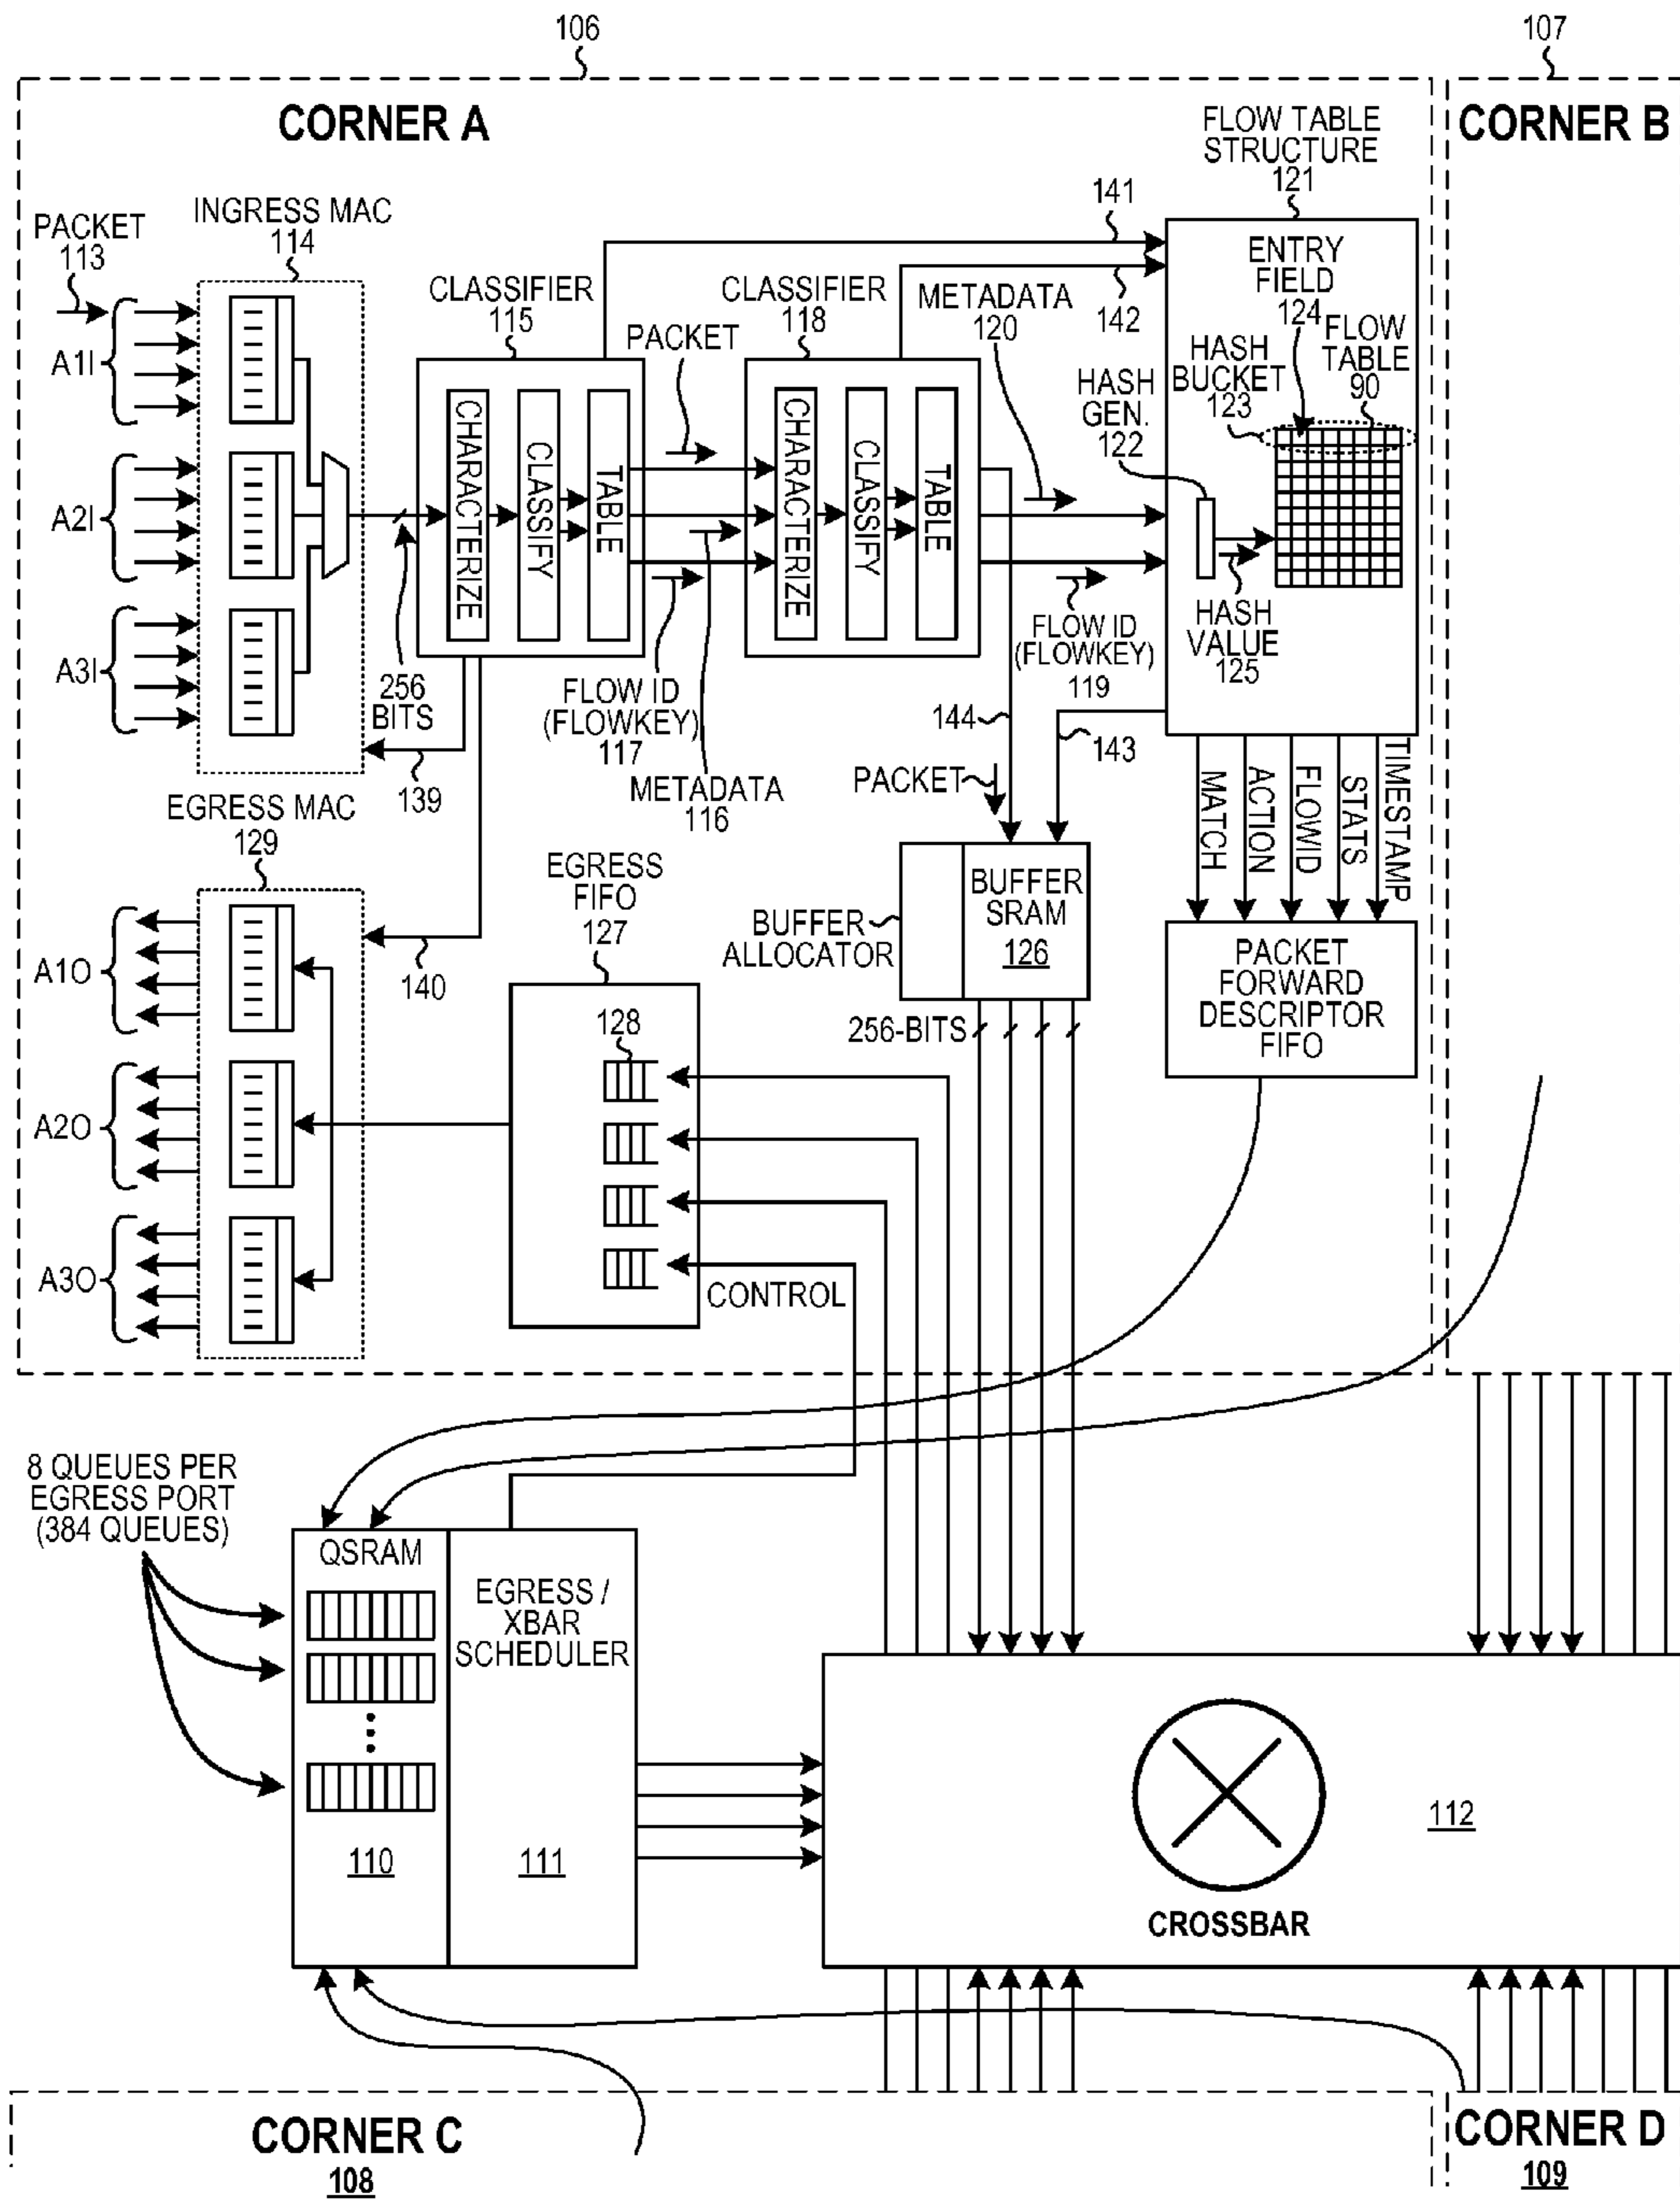 106
107
CORNER A
CORNER B
FLOW TABLE
STRUCTURE
121
PACKET
113
INGRESS MAC
114
CLASSIFIER
115
PACKET
CLASSIFIER
118
METADATA
120
141
142
ENTRY
FIELD
124
FLOW
TABLE
90
HASH
BUCKET
123
HASH
GEN.
122
A1I
A2I
A3I
CHARACTERIZE
CLASSIFY
TABLE
CHARACTERIZE
CLASSIFY
TABLE
HASH
VALUE
125
256
BITS
FLOW ID
(FLOWKEY)
117
METADATA
116
FLOW ID
(FLOWKEY)
119
144
143
139
EGRESS MAC
129
PACKET
MATCH
ACTION
FLOWID
STATS
TIMESTAMP
A1O
A2O
A3O
140
EGRESS
FIFO
127
128
BUFFER
ALLOCATOR
BUFFER
SRAM
126
256-BITS
PACKET
FORWARD
DESCRIPTOR
FIFO
CONTROL
8 QUEUES PER
EGRESS PORT
(384 QUEUES)
QSRAM
110
EGRESS /
XBAR
SCHEDULER
111
112
CROSSBAR
CORNER C
108
CORNER D
109